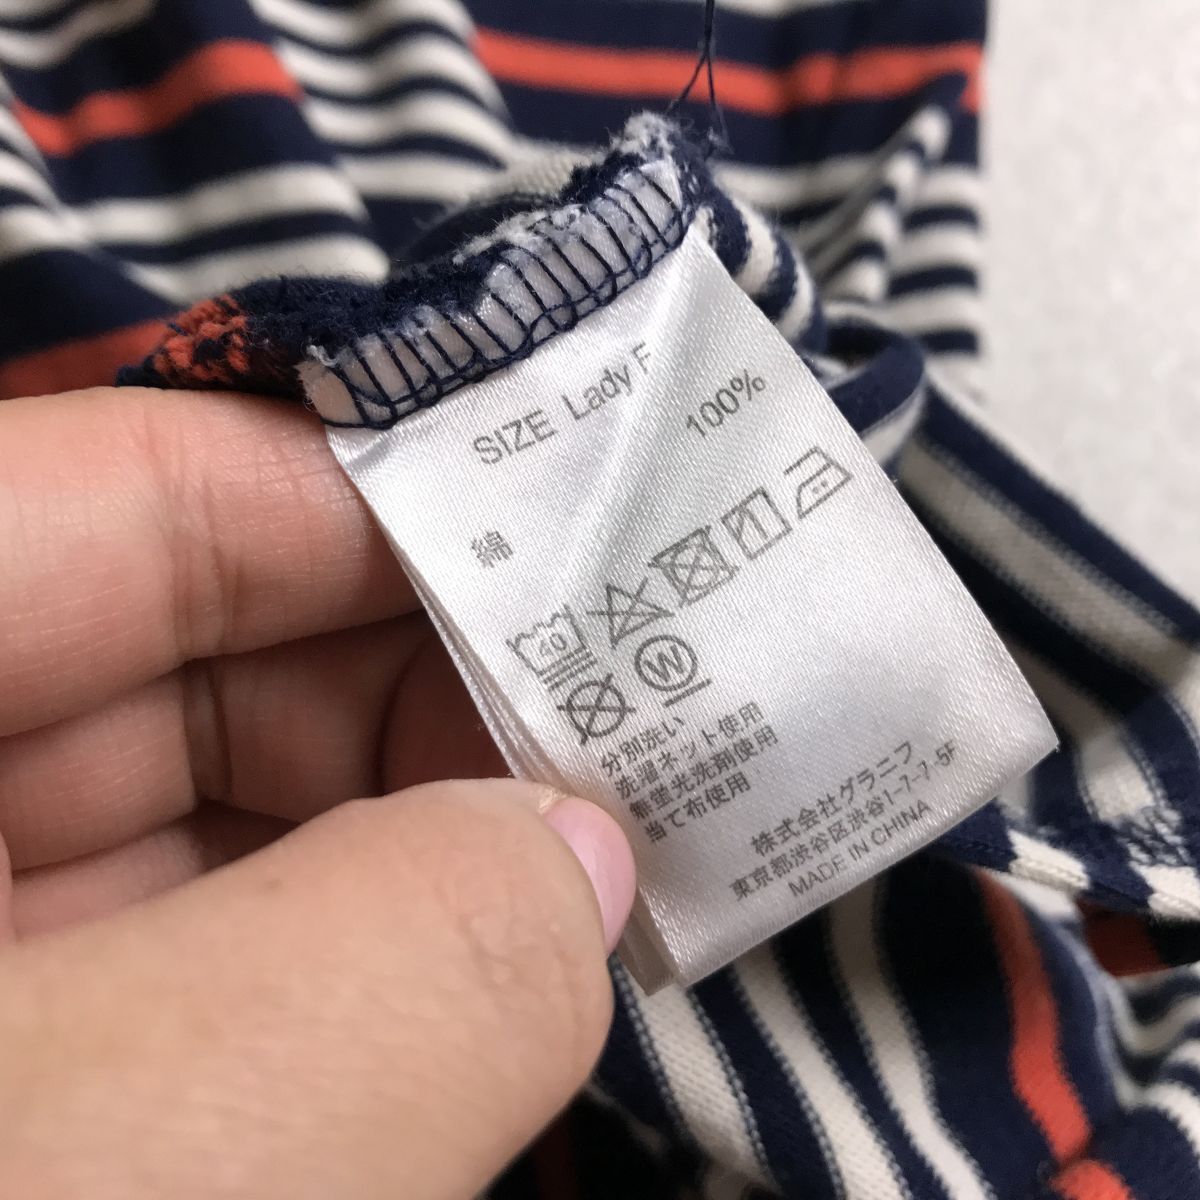 SIZE Lady F
綿 100%
40
W
分別洗い
洗濯ネット使用
無蛍光洗剤使用
当て布使用
株式会社グラニフ
東京都渋谷区渋谷1-7-7-5F
MADE IN CHINA